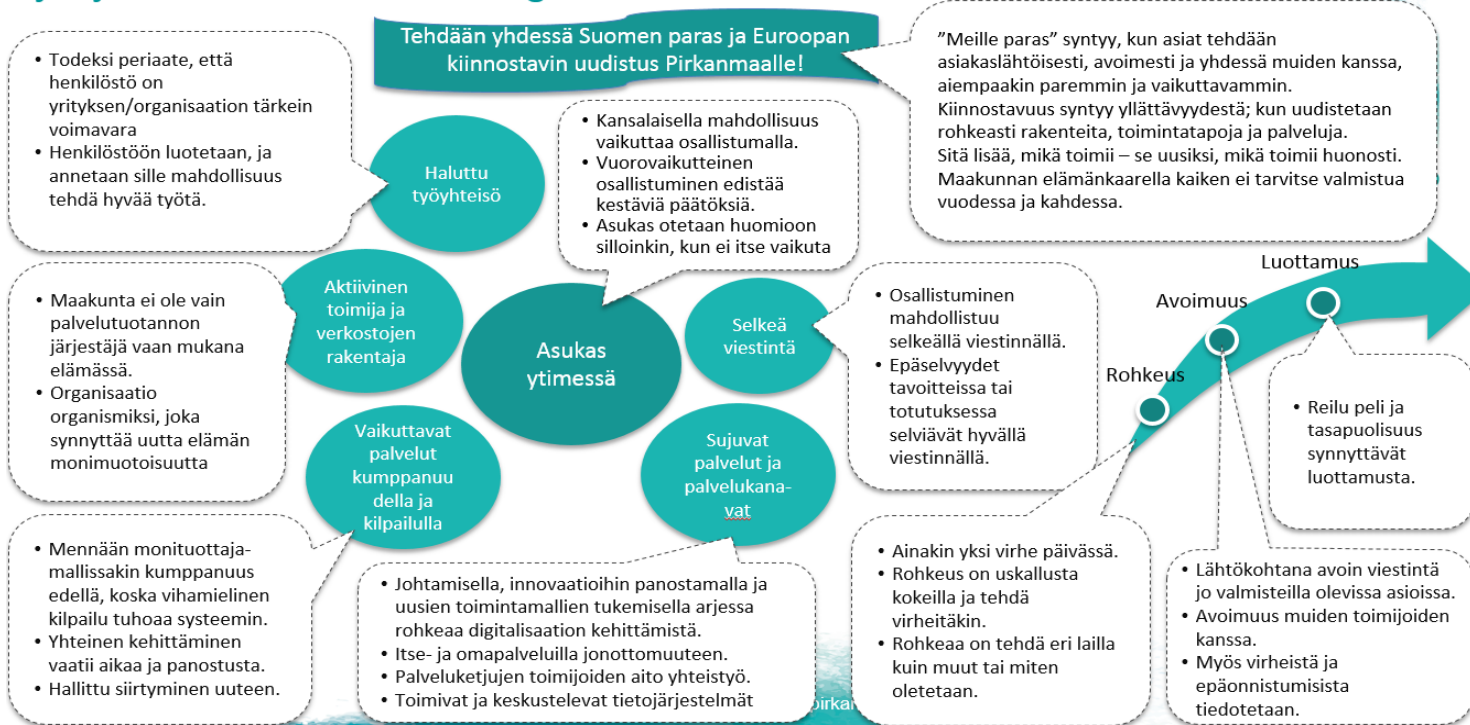 Tehdään yhdessä Suomen paras ja Euroopan
kiinnostavin uudistus Pirkanmaalle!
• Todeksi periaate, että
henkilöstö on
yrityksen/organisaation tärkein
voimavara
• Henkilöstöön luotetaan, ja
annetaan sille mahdollisuus
tehdä hyvää työtä.
Haluttu
työyhteisö
• Kansalaisella mahdollisuus
vaikuttaa osallistumalla.
• Vuorovaikutteinen
osallistuminen edistää
kestäviä päätöksiä.
• Asukas otetaan huomioon
silloinkin, kun ei itse vaikuta
”Meille paras” syntyy, kun asiat tehdään
asiakaslähtöisesti, avoimesti ja yhdessä muiden kanssa,
aiempaakin paremmin ja vaikuttavammin.
Kiinnostavuus syntyy yllättävyydestä; kun uudistetaan
rohkeasti rakenteita, toimintatapoja ja palveluja.
Sitä lisää, mikä toimii – se uusiksi, mikä toimii huonosti.
Maakunnan elämänkaarella kaiken ei tarvitse valmistua
vuodessa ja kahdessa.
• Maakunta ei ole vain
palvelutuotannon
järjestäjä vaan mukana
elämässä.
• Organisaatio
organismiksi, joka
synnyttää uutta elämän
monimuotoisuutta
Aktiivinen
toimija ja
verkostojen
rakentaja
Asukas
ytimessä
Selkeä
viestintä
• Osallistuminen
mahdollistuu
selkeällä viestinnällä.
• Epäselvyydet
tavoitteissa tai
totutuksessa
selviävät hyvällä
viestinnällä.
Luottamus
Avoimuus
Rohkeus
• Reilu peli ja
tasapuolisuus
synnyttävät
luottamusta.
Vaikuttavat
palvelut
kumppanuu
della ja
kilpailulla
Sujuvat
palvelut ja
palvelukana-
vat
• Mennään monituottaja-
mallissakin kumppanuus
edellä, koska vihamielinen
kilpailu tuhoaa systeemin.
• Yhteinen kehittäminen
vaatii aikaa ja panostusta.
• Hallittu siirtyminen uuteen.
• Johtamisella, innovaatioihin panostamalla ja
uusien toimintamallien tukemisella arjessa
rohkeaa digitalisaation kehittämistä.
• Itse- ja omapalveluilla jonottomuuteen.
• Palveluketjujen toimijoiden aito yhteistyö.
• Toimivat ja keskustelevat tietojärjestelmät
• Ainakin yksi virhe päivässä.
• Rohkeus on uskallusta
kokeilla ja tehdä
virheitäkin.
• Rohkeaa on tehdä eri lailla
kuin muut tai miten
oletetaan.
• Lähtökohtana avoin viestintä
jo valmisteilla olevissa asioissa.
• Avoimuus muiden toimijoiden
kanssa.
• Myös virheistä ja
epäonnistumisista
tiedotetaan.